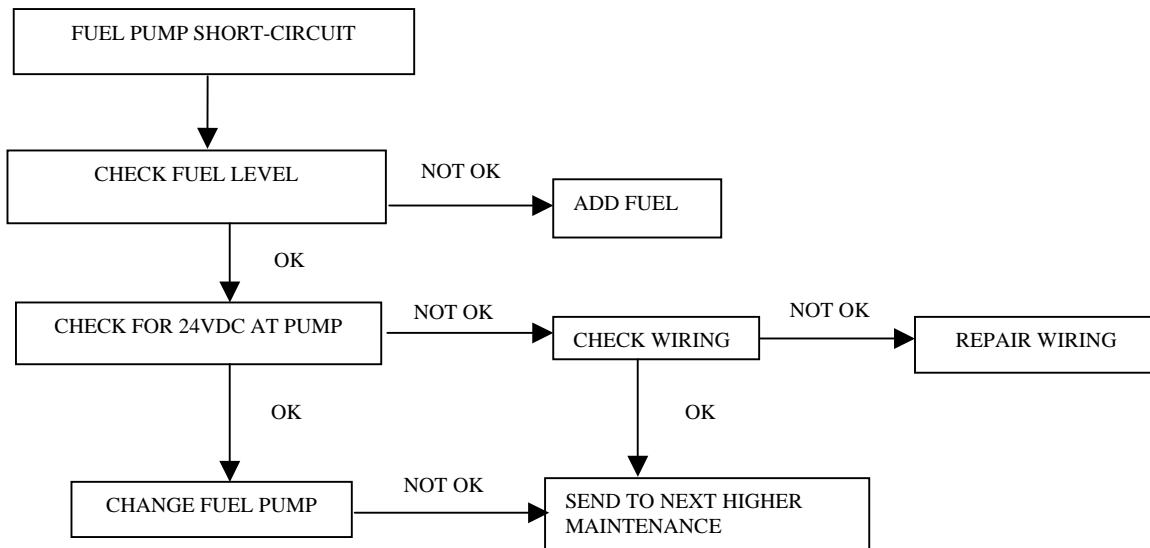 FUEL PUMP SHORT-CIRCUIT
CHECK FUEL LEVEL
NOT OK
ADD FUEL
OK
CHECK FOR 24VDC AT PUMP
NOT OK
CHECK WIRING
NOT OK
REPAIR WIRING
OK
OK
CHANGE FUEL PUMP
NOT OK
SEND TO NEXT HIGHER
MAINTENANCE